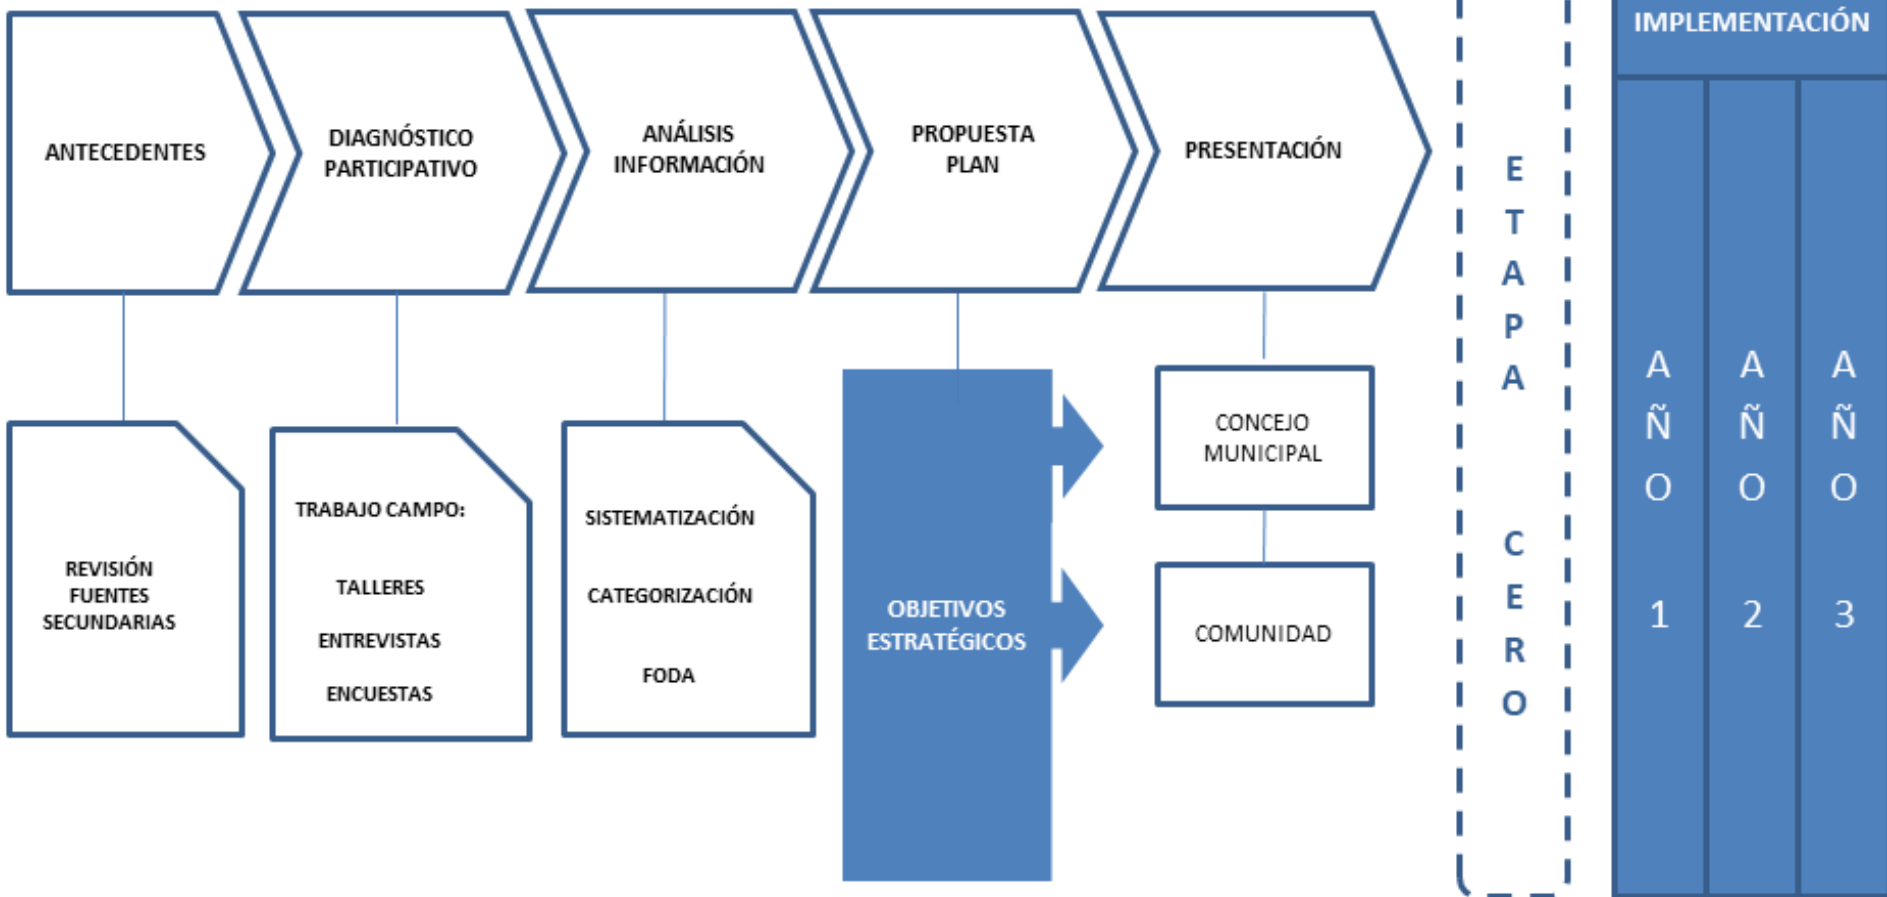 ANTECEDENTES
DIAGNÓSTICO
PARTICIPATIVO
ANÁLISIS
INFORMACIÓN
PROPUESTA
PLAN
PRESENTACIÓN
REVISIÓN
FUENTES
SECUNDARIAS
TRABAJO CAMPO:
TALLERES
ENTREVISTAS
ENCUESTAS
SISTEMATIZACIÓN
CATEGORIZACIÓN
FODA
OBJETIVOS
ESTRATÉGICOS
CONCEJO
MUNICIPAL
COMUNIDAD
ETAPA CERO
IMPLEMENTACIÓN
AÑO 1
AÑO 2
AÑO 3